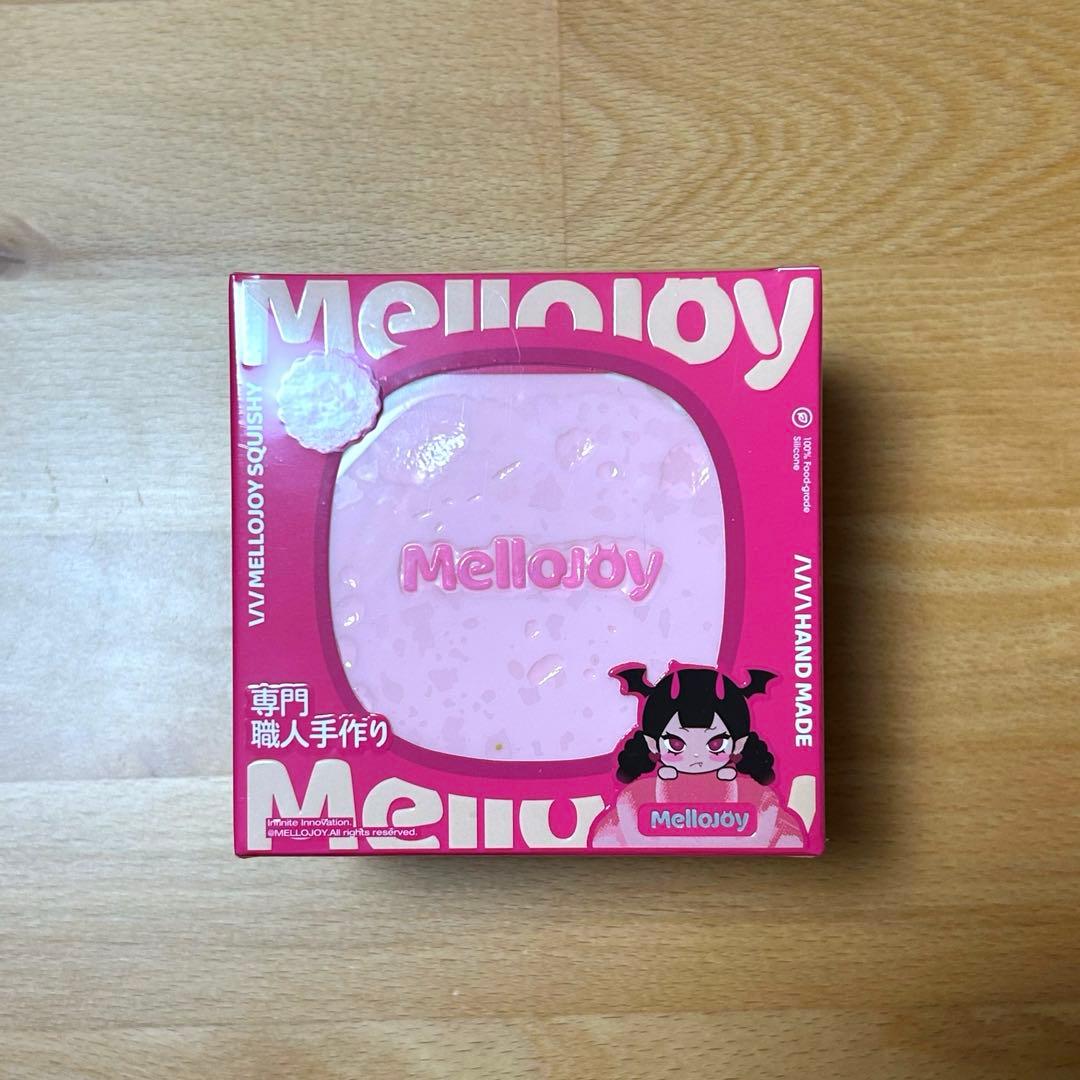 Mellojoy
MELLOJOY SQUISHY
100% Food-grade
Silicone
Mellojoy
HAND MADE
専門
職人手作り
Mello
Infinite Innovation.
@MELLOJOY.All rights reserved.
Mellojoy